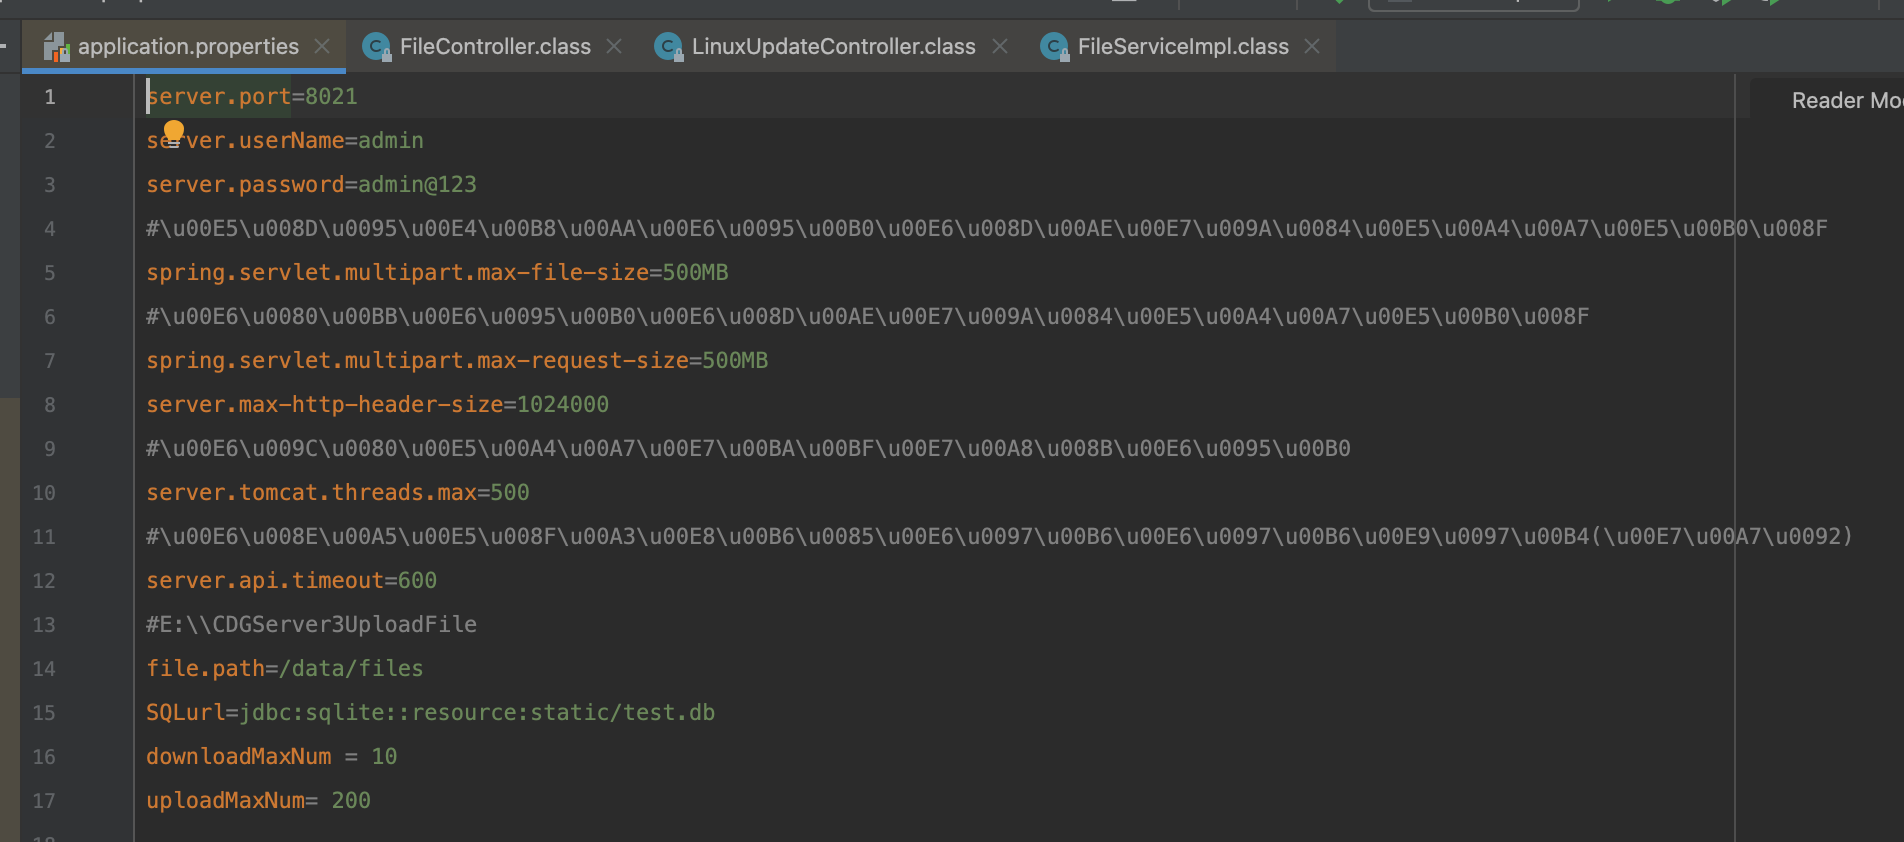 application.properties
FileController.class
LinuxUpdateController.class
FileServiceImpl.class
Reader
1 server.port=8021
2 server.userName=admin
3 server.password=admin@123
4 #\u00E5\u008D\u0095\u00E4\u00B8\u00AA\u00E6\u0095\u00B0\u00E6\u008D\u00AE\u00E7\u009A\u0084\u00E5\u00A4\u00A7\u00E5\u00B0\u008F
5 spring.servlet.multipart.max-file-size=500MB
6 #\u00E6\u0080\u00BB\u00E6\u0095\u00B0\u00E6\u008D\u00AE\u00E7\u009A\u0084\u00E5\u00A4\u00A7\u00E5\u00B0\u008F
7 spring.servlet.multipart.max-request-size=500MB
8 server.max-http-header-size=1024000
9 #\u00E6\u009C\u0080\u00E5\u00A4\u00A7\u00E7\u00BA\u00BF\u00E7\u00A8\u008B\u00E6\u0095\u00B0
10 server.tomcat.threads.max=500
11 #\u00E6\u008E\u00A5\u00E5\u008F\u00A3\u00E8\u00B6\u0085\u00E6\u0097\u00B6\u00E6\u0097\u00B6\u00E9\u0097\u00B4(\u00E7\u00A7\u0092)
12 server.api.timeout=600
13 #E:\\CDGServer3UploadFile
14 file.path=/data/files
15 SQLurl=jdbc:sqlite::resource:static/test.db
16 downloadMaxNum = 10
17 uploadMaxNum= 200